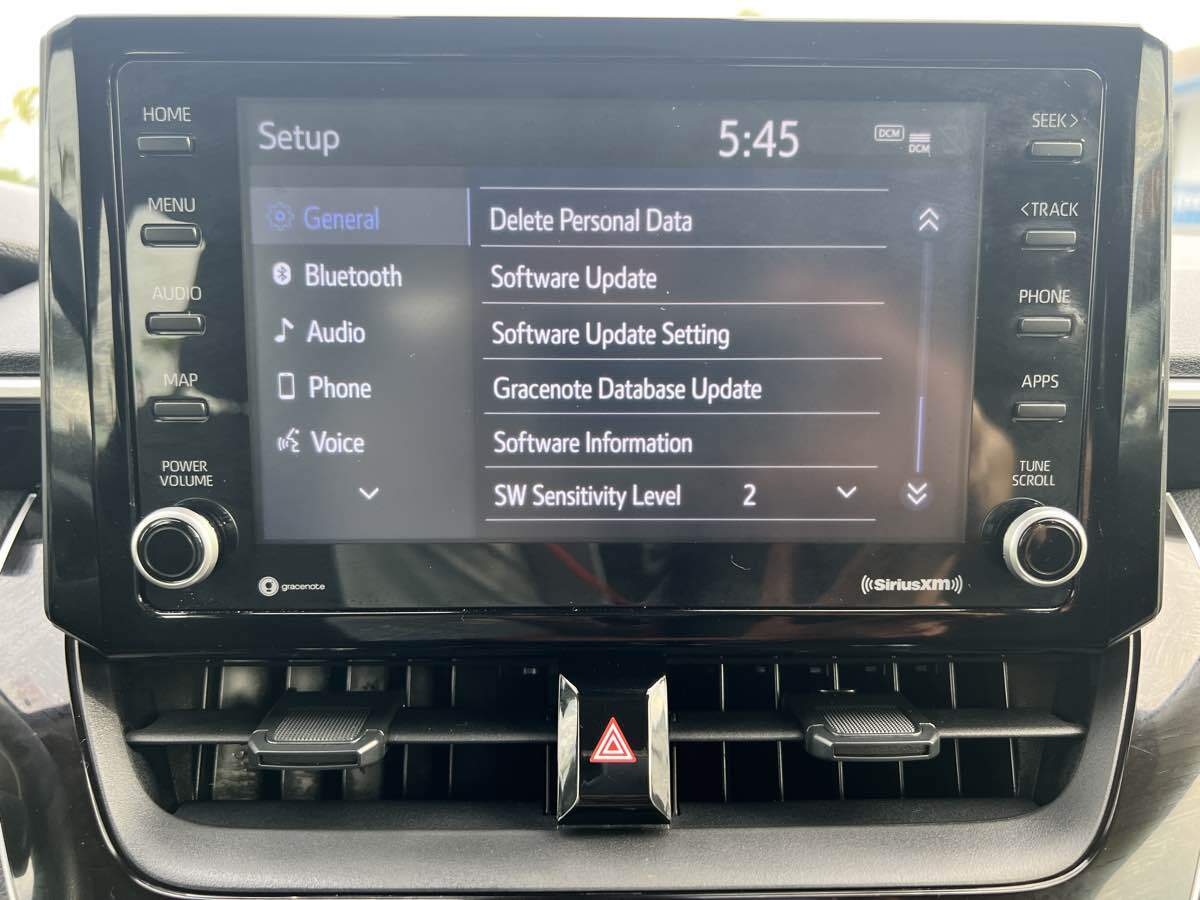 HOME
MENU
AUDIO
MAP
POWER
VOLUME
Setup
5:45
DCM
DCM
General
Bluetooth
Audio
Phone
Voice
Delete Personal Data
Software Update
Software Update Setting
Gracenote Database Update
Software Information
SW Sensitivity Level 2
SEEK >
< TRACK
PHONE
APPS
TUNE
SCROLL
gracenote
((SiriusXM))